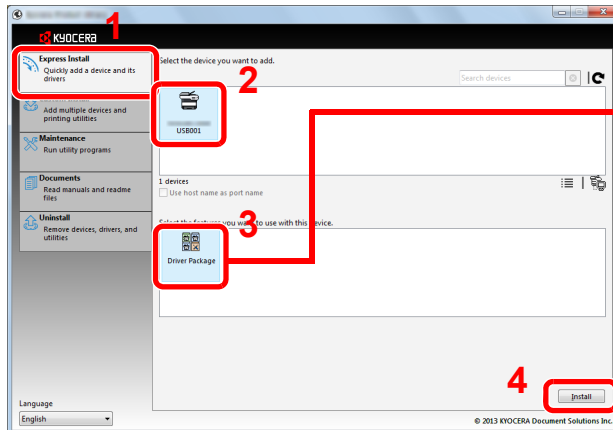 1
KYOCERA
Express Install
Quickly add a device and its
drivers
Add multiple devices and
printing utilities
Maintenance
Run utility programs
Documents
Read manuals and readme
files
Uninstall
Remove devices, drivers, and
utilities
Language
English
Select the device you want to add.
Search devices
2
USB001
1 devices
Use host name as port name
Select the features you want to use with this device.
3
Driver Package
4
Install
© 2013 KYOCERA Document Solutions Inc.